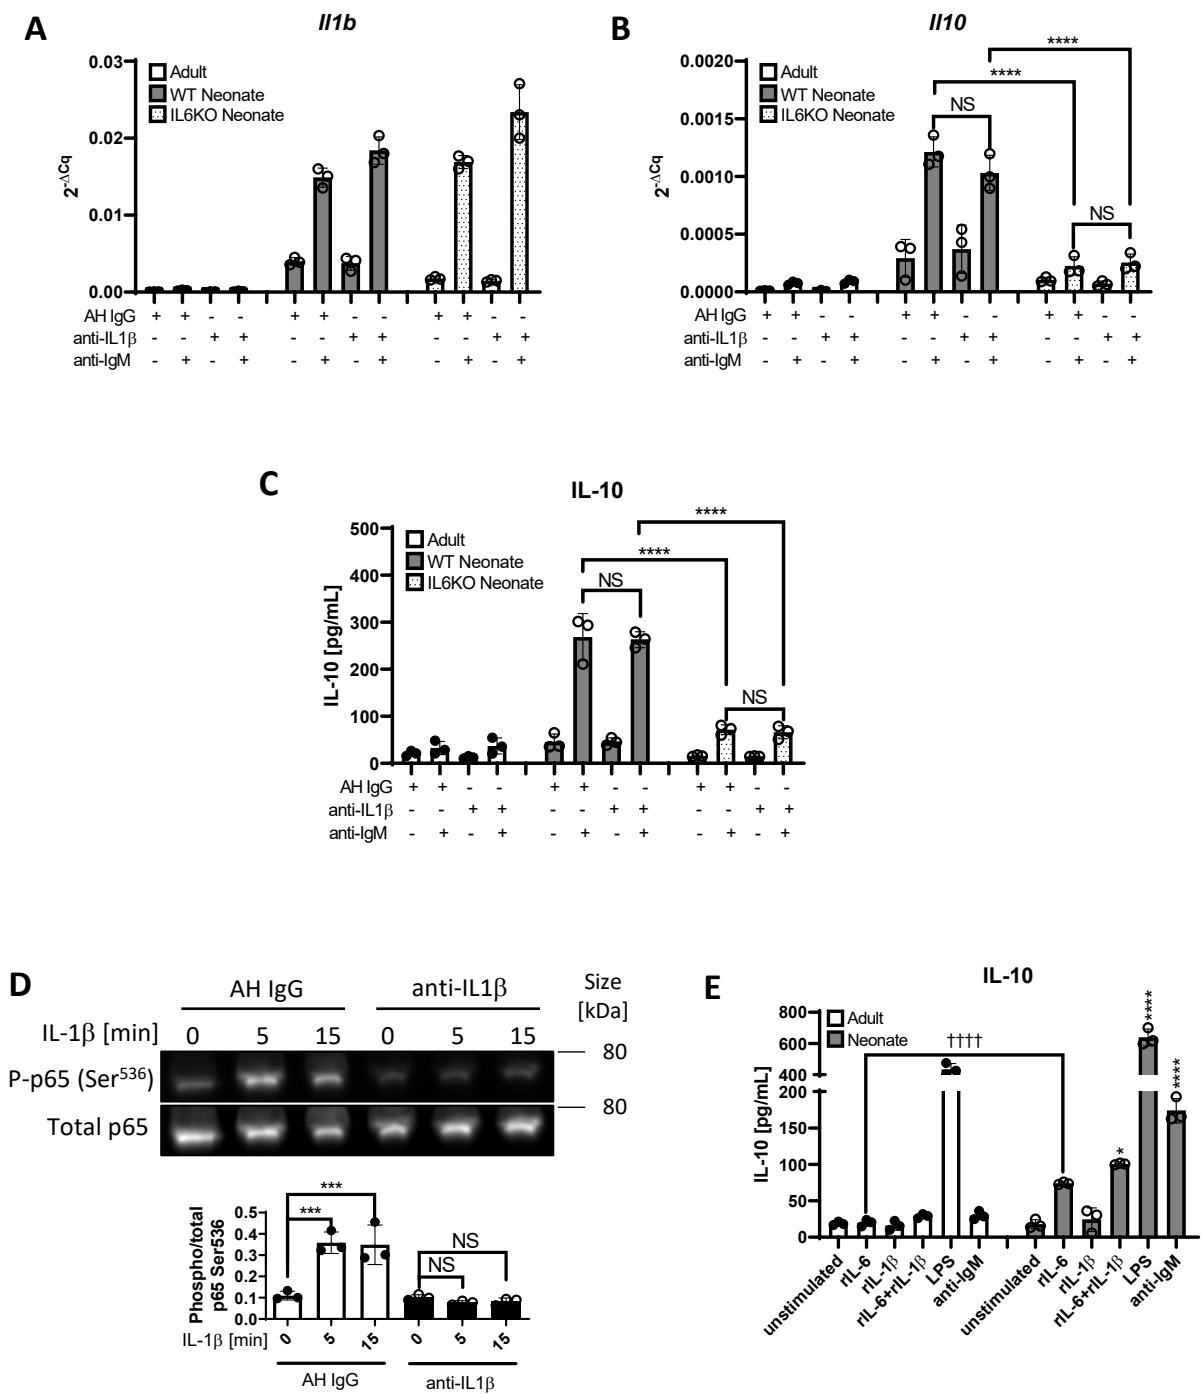 A
Il1b
0.03
0.02
0.01
0.00
2^-ΔCq
Adult
WT Neonate
IL6KO Neonate
AH IgG + + - - + + - - + + - -
anti-IL1β - - + + - - + + - - + +
anti-IgM - + - + - + - + - + - +
B
Il10
0.0020
0.0015
0.0010
0.0005
0.0000
2^-ΔCq
Adult
WT Neonate
IL6KO Neonate
****
****
NS
NS
AH IgG + + - - + + - - + + - -
anti-IL1β - - + + - - + + - - + +
anti-IgM - + - + - + - + - + - +
C
IL-10
500
400
300
200
100
0
IL-10 [pg/mL]
Adult
WT Neonate
IL6KO Neonate
****
****
NS
NS
AH IgG + + - - + + - - + + - -
anti-IL1β - - + + - - + + - - + +
anti-IgM - + - + - + - + - + - +
D
AH IgG anti-IL1β Size
[kDa]
IL-1β [min] 0 5 15 0 5 15
80
P-p65 (Ser^536)
80
Total p65
Phospho/total
p65 Ser536
0.5
0.4
0.3
0.2
0.1
0.0
***
***
NS
NS
IL-1β [min] 0 5 15 0 5 15
AH IgG anti-IL1β
E
IL-10
800
600
400
200
150
100
50
0
IL-10 [pg/mL]
Adult
Neonate
††††
*
****
****
unstimulated rIL-6 rIL-1β rIL-6+rIL-1β LPS anti-IgM unstimulated rIL-6 rIL-1β rIL-6+rIL-1β LPS anti-IgM